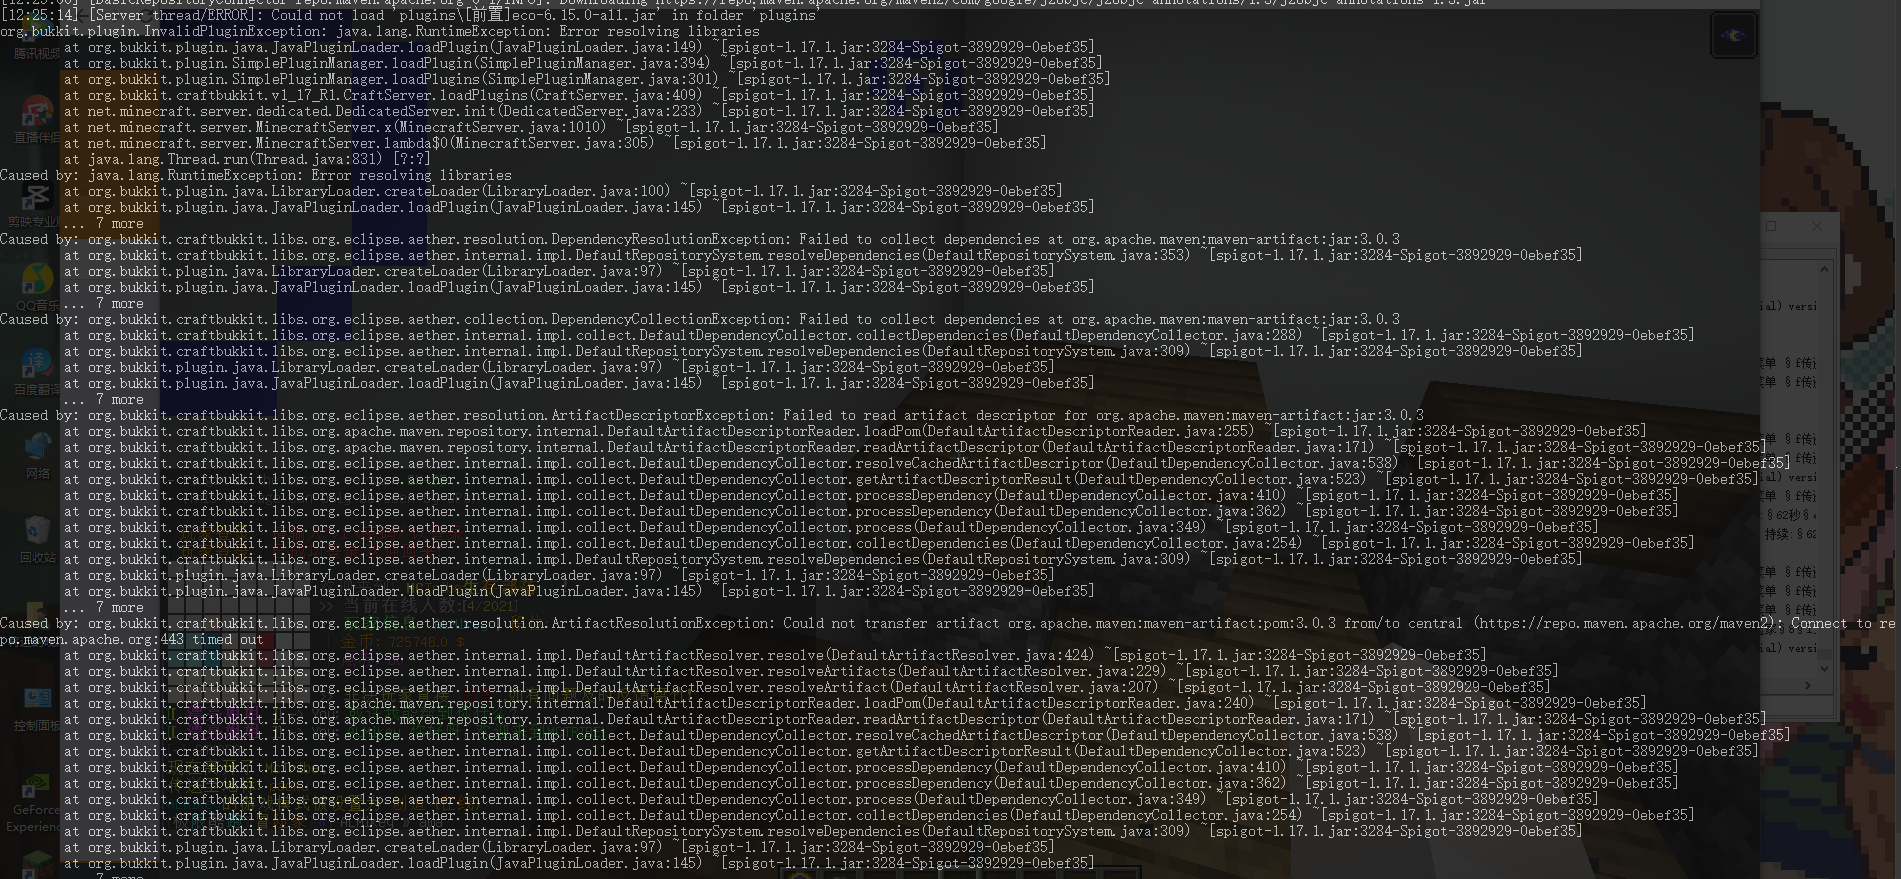 [12:25:14] [Server thread/ERROR]: Could not load 'plugins\[前置]eco-6.15.0-all.jar' in folder 'plugins'
org.bukkit.plugin.InvalidPluginException: java.lang.RuntimeException: Error resolving libraries
at org.bukkit.plugin.java.JavaPluginLoader.loadPlugin(JavaPluginLoader.java:149) ~[spigot-1.17.1.jar:3284-Spigot-3892929-0ebef35]
at org.bukkit.plugin.SimplePluginManager.loadPlugin(SimplePluginManager.java:394) ~[spigot-1.17.1.jar:3284-Spigot-3892929-0ebef35]
at org.bukkit.plugin.SimplePluginManager.loadPlugins(SimplePluginManager.java:301) ~[spigot-1.17.1.jar:3284-Spigot-3892929-0ebef35]
at org.bukkit.craftbukkit.v1_17_R1.CraftServer.loadPlugins(CraftServer.java:409) ~[spigot-1.17.1.jar:3284-Spigot-3892929-0ebef35]
at net.minecraft.server.dedicated.DedicatedServer.init(DedicatedServer.java:233) ~[spigot-1.17.1.jar:3284-Spigot-3892929-0ebef35]
at net.minecraft.server.MinecraftServer.x(MinecraftServer.java:1010) ~[spigot-1.17.1.jar:3284-Spigot-3892929-0ebef35]
at net.minecraft.server.MinecraftServer.lambda$0(MinecraftServer.java:305) ~[spigot-1.17.1.jar:3284-Spigot-3892929-0ebef35]
at java.lang.Thread.run(Thread.java:831) [?:?]
Caused by: java.lang.RuntimeException: Error resolving libraries
at org.bukkit.plugin.java.LibraryLoader.createLoader(LibraryLoader.java:100) ~[spigot-1.17.1.jar:3284-Spigot-3892929-0ebef35]
at org.bukkit.plugin.java.JavaPluginLoader.loadPlugin(JavaPluginLoader.java:145) ~[spigot-1.17.1.jar:3284-Spigot-3892929-0ebef35]
... 7 more
Caused by: org.bukkit.craftbukkit.libs.org.eclipse.aether.resolution.DependencyResolutionException: Failed to collect dependencies at org.apache.maven:maven-artifact:jar:3.0.3
at org.bukkit.craftbukkit.libs.org.eclipse.aether.internal.impl.DefaultRepositorySystem.resolveDependencies(DefaultRepositorySystem.java:353) ~[spigot-1.17.1.jar:3284-Spigot-3892929-0ebef35]
at org.bukkit.plugin.java.LibraryLoader.createLoader(LibraryLoader.java:97) ~[spigot-1.17.1.jar:3284-Spigot-3892929-0ebef35]
at org.bukkit.plugin.java.JavaPluginLoader.loadPlugin(JavaPluginLoader.java:145) ~[spigot-1.17.1.jar:3284-Spigot-3892929-0ebef35]
... 7 more
Caused by: org.bukkit.craftbukkit.libs.org.eclipse.aether.collection.DependencyCollectionException: Failed to collect dependencies at org.apache.maven:maven-artifact:jar:3.0.3
at org.bukkit.craftbukkit.libs.org.eclipse.aether.internal.impl.collect.DefaultDependencyCollector.collectDependencies(DefaultDependencyCollector.java:288) ~[spigot-1.17.1.jar:3284-Spigot-3892929-0ebef35]
at org.bukkit.craftbukkit.libs.org.eclipse.aether.internal.impl.DefaultRepositorySystem.resolveDependencies(DefaultRepositorySystem.java:309) ~[spigot-1.17.1.jar:3284-Spigot-3892929-0ebef35]
at org.bukkit.plugin.java.LibraryLoader.createLoader(LibraryLoader.java:97) ~[spigot-1.17.1.jar:3284-Spigot-3892929-0ebef35]
at org.bukkit.plugin.java.JavaPluginLoader.loadPlugin(JavaPluginLoader.java:145) ~[spigot-1.17.1.jar:3284-Spigot-3892929-0ebef35]
... 7 more
Caused by: org.bukkit.craftbukkit.libs.org.eclipse.aether.resolution.ArtifactDescriptorException: Failed to read artifact descriptor for org.apache.maven:maven-artifact:jar:3.0.3
at org.bukkit.craftbukkit.libs.org.apache.maven.repository.internal.DefaultArtifactDescriptorReader.loadPom(DefaultArtifactDescriptorReader.java:255) ~[spigot-1.17.1.jar:3284-Spigot-3892929-0ebef35]
at org.bukkit.craftbukkit.libs.org.apache.maven.repository.internal.DefaultArtifactDescriptorReader.readArtifactDescriptor(DefaultArtifactDescriptorReader.java:171) ~[spigot-1.17.1.jar:3284-Spigot-3892929-0ebef35]
at org.bukkit.craftbukkit.libs.org.eclipse.aether.internal.impl.collect.DefaultDependencyCollector.resolveCachedArtifactDescriptor(DefaultDependencyCollector.java:538) ~[spigot-1.17.1.jar:3284-Spigot-3892929-0ebef35]
at org.bukkit.craftbukkit.libs.org.eclipse.aether.internal.impl.collect.DefaultDependencyCollector.getArtifactDescriptorResult(DefaultDependencyCollector.java:523) ~[spigot-1.17.1.jar:3284-Spigot-3892929-0ebef35]
at org.bukkit.craftbukkit.libs.org.eclipse.aether.internal.impl.collect.DefaultDependencyCollector.processDependency(DefaultDependencyCollector.java:410) ~[spigot-1.17.1.jar:3284-Spigot-3892929-0ebef35]
at org.bukkit.craftbukkit.libs.org.eclipse.aether.internal.impl.collect.DefaultDependencyCollector.processDependency(DefaultDependencyCollector.java:362) ~[spigot-1.17.1.jar:3284-Spigot-3892929-0ebef35]
at org.bukkit.craftbukkit.libs.org.eclipse.aether.internal.impl.collect.DefaultDependencyCollector.process(DefaultDependencyCollector.java:349) ~[spigot-1.17.1.jar:3284-Spigot-3892929-0ebef35]
at org.bukkit.craftbukkit.libs.org.eclipse.aether.internal.impl.collect.DefaultDependencyCollector.collectDependencies(DefaultDependencyCollector.java:254) ~[spigot-1.17.1.jar:3284-Spigot-3892929-0ebef35]
at org.bukkit.craftbukkit.libs.org.eclipse.aether.internal.impl.DefaultRepositorySystem.resolveDependencies(DefaultRepositorySystem.java:309) ~[spigot-1.17.1.jar:3284-Spigot-3892929-0ebef35]
at org.bukkit.plugin.java.LibraryLoader.createLoader(LibraryLoader.java:97) ~[spigot-1.17.1.jar:3284-Spigot-3892929-0ebef35]
at org.bukkit.plugin.java.JavaPluginLoader.loadPlugin(JavaPluginLoader.java:145) ~[spigot-1.17.1.jar:3284-Spigot-3892929-0ebef35]
... 7 more
Caused by: org.bukkit.craftbukkit.libs.org.eclipse.aether.resolution.ArtifactResolutionException: Could not transfer artifact org.apache.maven:maven-artifact:pom:3.0.3 from/to central (https://repo.maven.apache.org/maven2): Connect to re
po.maven.apache.org:443 timed out
at org.bukkit.craftbukkit.libs.org.eclipse.aether.internal.impl.DefaultArtifactResolver.resolve(DefaultArtifactResolver.java:424) ~[spigot-1.17.1.jar:3284-Spigot-3892929-0ebef35]
at org.bukkit.craftbukkit.libs.org.eclipse.aether.internal.impl.DefaultArtifactResolver.resolveArtifacts(DefaultArtifactResolver.java:229) ~[spigot-1.17.1.jar:3284-Spigot-3892929-0ebef35]
at org.bukkit.craftbukkit.libs.org.eclipse.aether.internal.impl.DefaultArtifactResolver.resolveArtifact(DefaultArtifactResolver.java:207) ~[spigot-1.17.1.jar:3284-Spigot-3892929-0ebef35]
at org.bukkit.craftbukkit.libs.org.apache.maven.repository.internal.DefaultArtifactDescriptorReader.loadPom(DefaultArtifactDescriptorReader.java:240) ~[spigot-1.17.1.jar:3284-Spigot-3892929-0ebef35]
at org.bukkit.craftbukkit.libs.org.apache.maven.repository.internal.DefaultArtifactDescriptorReader.readArtifactDescriptor(DefaultArtifactDescriptorReader.java:171) ~[spigot-1.17.1.jar:3284-Spigot-3892929-0ebef35]
at org.bukkit.craftbukkit.libs.org.eclipse.aether.internal.impl.collect.DefaultDependencyCollector.resolveCachedArtifactDescriptor(DefaultDependencyCollector.java:538) ~[spigot-1.17.1.jar:3284-Spigot-3892929-0ebef35]
at org.bukkit.craftbukkit.libs.org.eclipse.aether.internal.impl.collect.DefaultDependencyCollector.getArtifactDescriptorResult(DefaultDependencyCollector.java:523) ~[spigot-1.17.1.jar:3284-Spigot-3892929-0ebef35]
at org.bukkit.craftbukkit.libs.org.eclipse.aether.internal.impl.collect.DefaultDependencyCollector.processDependency(DefaultDependencyCollector.java:410) ~[spigot-1.17.1.jar:3284-Spigot-3892929-0ebef35]
at org.bukkit.craftbukkit.libs.org.eclipse.aether.internal.impl.collect.DefaultDependencyCollector.processDependency(DefaultDependencyCollector.java:362) ~[spigot-1.17.1.jar:3284-Spigot-3892929-0ebef35]
at org.bukkit.craftbukkit.libs.org.eclipse.aether.internal.impl.collect.DefaultDependencyCollector.process(DefaultDependencyCollector.java:349) ~[spigot-1.17.1.jar:3284-Spigot-3892929-0ebef35]
at org.bukkit.craftbukkit.libs.org.eclipse.aether.internal.impl.collect.DefaultDependencyCollector.collectDependencies(DefaultDependencyCollector.java:254) ~[spigot-1.17.1.jar:3284-Spigot-3892929-0ebef35]
at org.bukkit.craftbukkit.libs.org.eclipse.aether.internal.impl.DefaultRepositorySystem.resolveDependencies(DefaultRepositorySystem.java:309) ~[spigot-1.17.1.jar:3284-Spigot-3892929-0ebef35]
at org.bukkit.plugin.java.LibraryLoader.createLoader(LibraryLoader.java:97) ~[spigot-1.17.1.jar:3284-Spigot-3892929-0ebef35]
at org.bukkit.plugin.java.JavaPluginLoader.loadPlugin(JavaPluginLoader.java:145) ~[spigot-1.17.1.jar:3284-Spigot-3892929-0ebef35]
腾讯视频
直播伴侣
剪映专业版
QQ音乐
百度翻译
网络
回收站
控制面板
GeForce
Experience
>> 当前在线人数:[4/2021]
金币: 725748.0 $